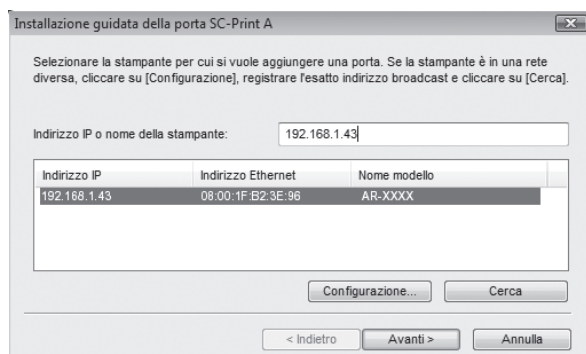 Installazione guidata della porta SC-Print A
Selezionare la stampante per cui si vuole aggiungere una porta. Se la stampante è in una rete
diversa, cliccare su [Configurazione], registrare l'esatto indirizzo broadcast e cliccare su [Cerca].
Indirizzo IP o nome della stampante: 192.168.1.43
Indirizzo IP Indirizzo Ethernet Nome modello
192.168.1.43 08:00:1F:B2:3E:96 AR-XXXX
Configurazione... Cerca
< Indietro Avanti > Annulla